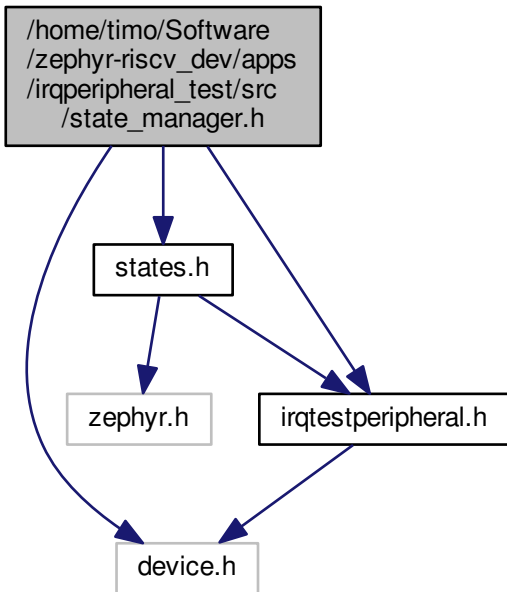 /home/timo/Software
/zephyr-riscv_dev/apps
/irqperipheral_test/src
/state_manager.h
states.h
zephyr.h
irqtestperipheral.h
device.h